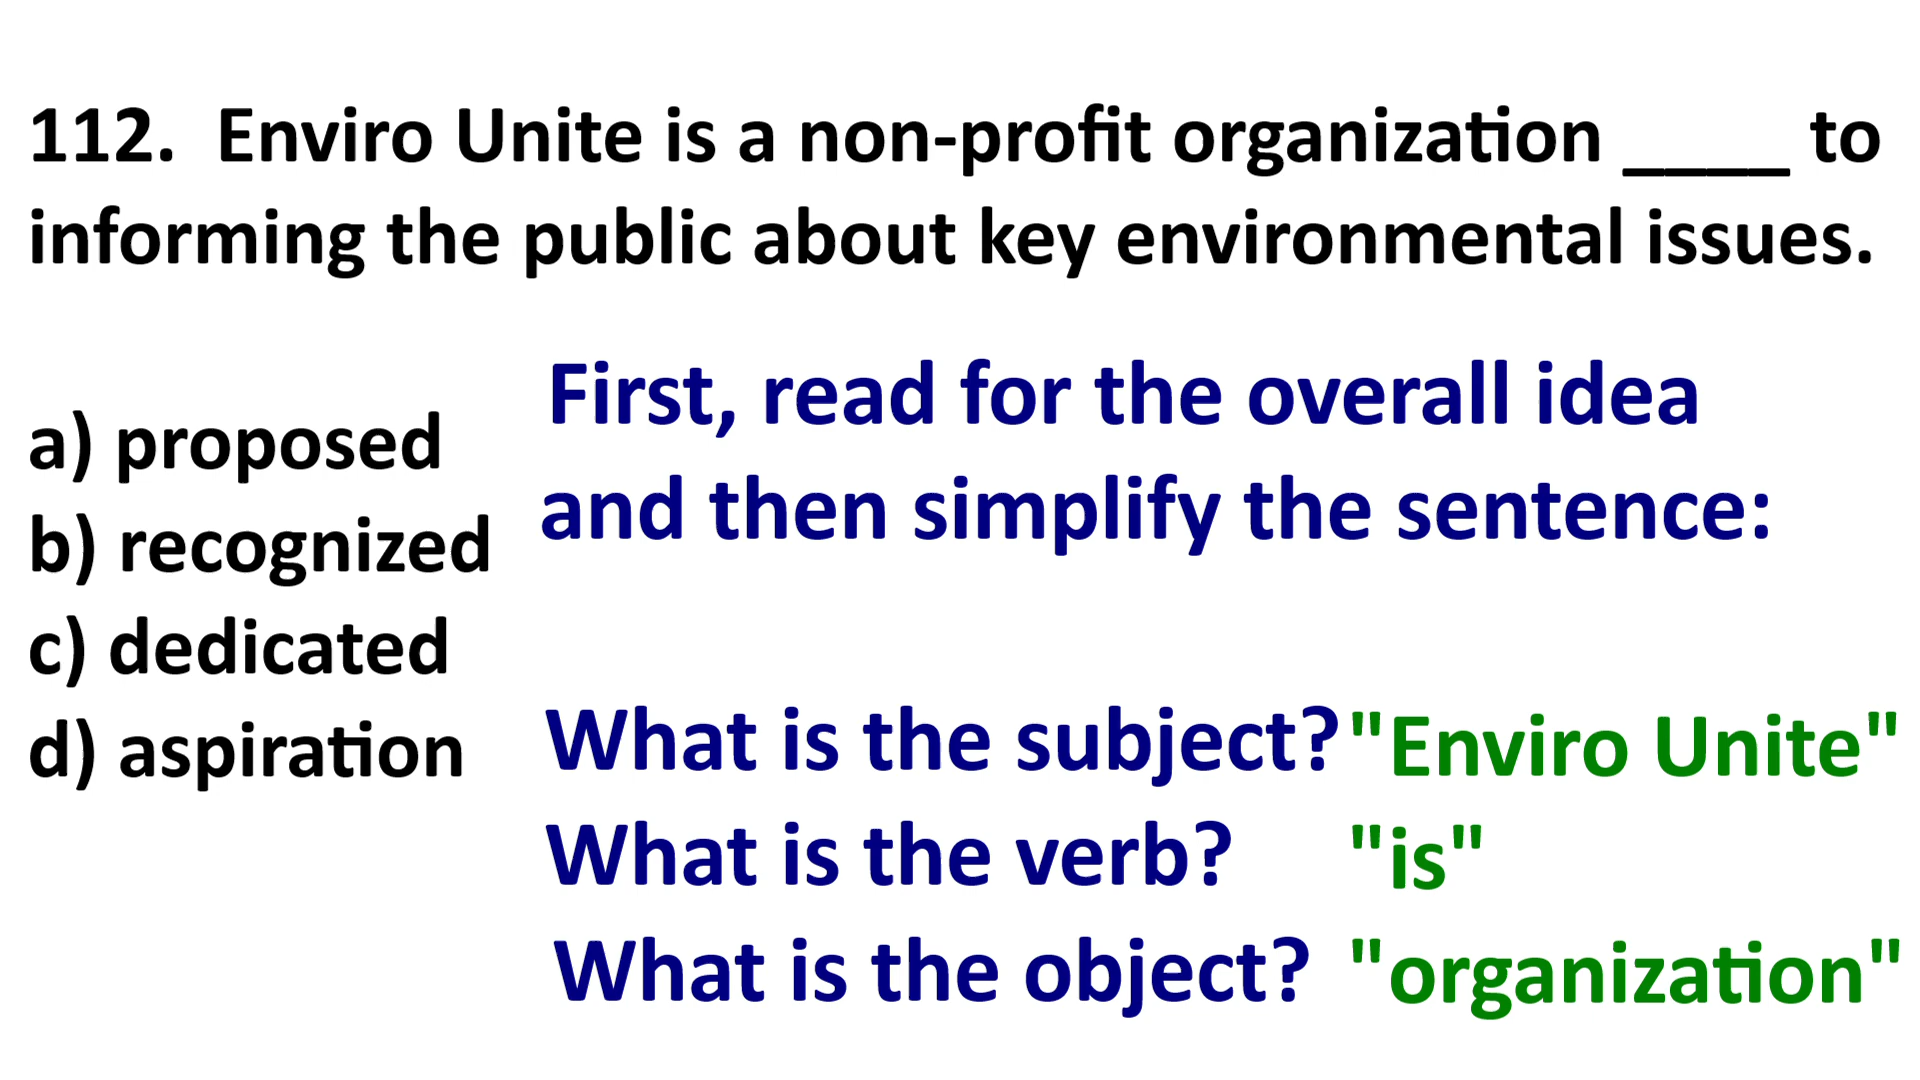 112. Enviro Unite is a non-profit organization ____ to
informing the public about key environmental issues.
First, read for the overall idea
and then simplify the sentence:
a) proposed
b) recognized
c) dedicated
d) aspiration
What is the subject? "Enviro Unite"
What is the verb? "is"
What is the object? "organization"